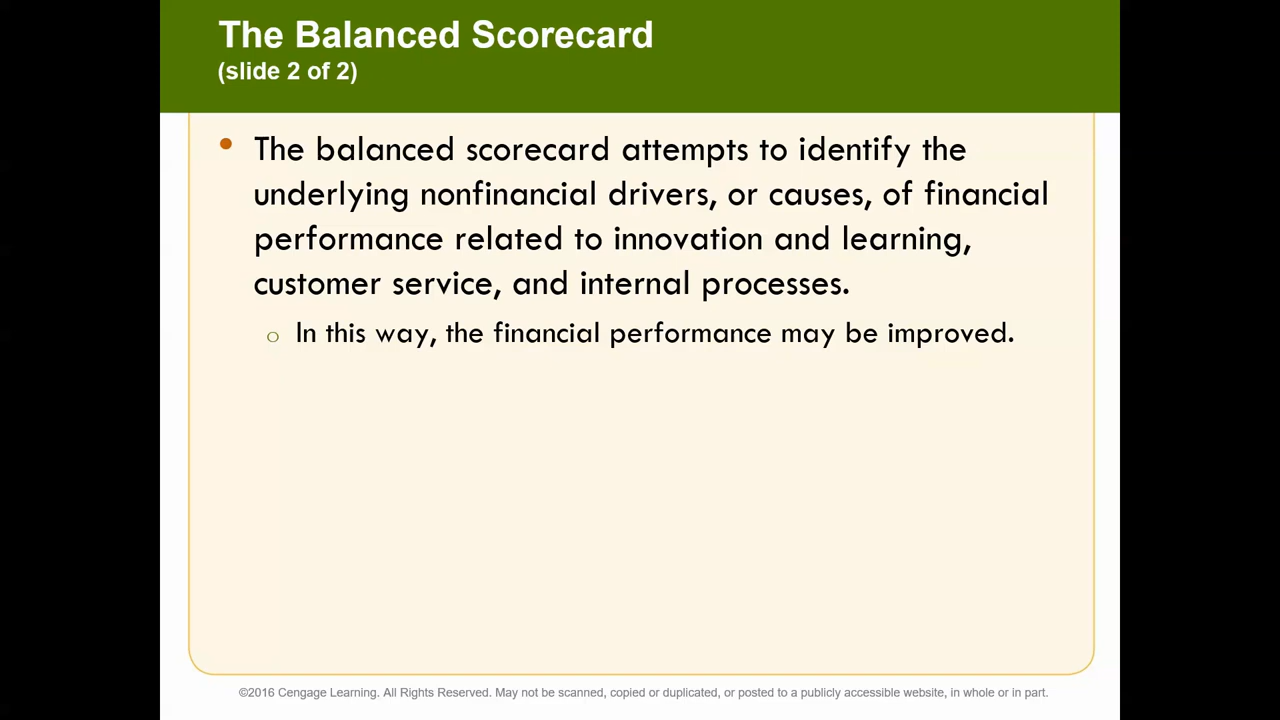 The Balanced Scorecard
(slide 2 of 2)
• The balanced scorecard attempts to identify the
underlying nonfinancial drivers, or causes, of financial
performance related to innovation and learning,
customer service, and internal processes.
o In this way, the financial performance may be improved.
©2016 Cengage Learning. All Rights Reserved. May not be scanned, copied or duplicated, or posted to a publicly accessible website, in whole or in part.